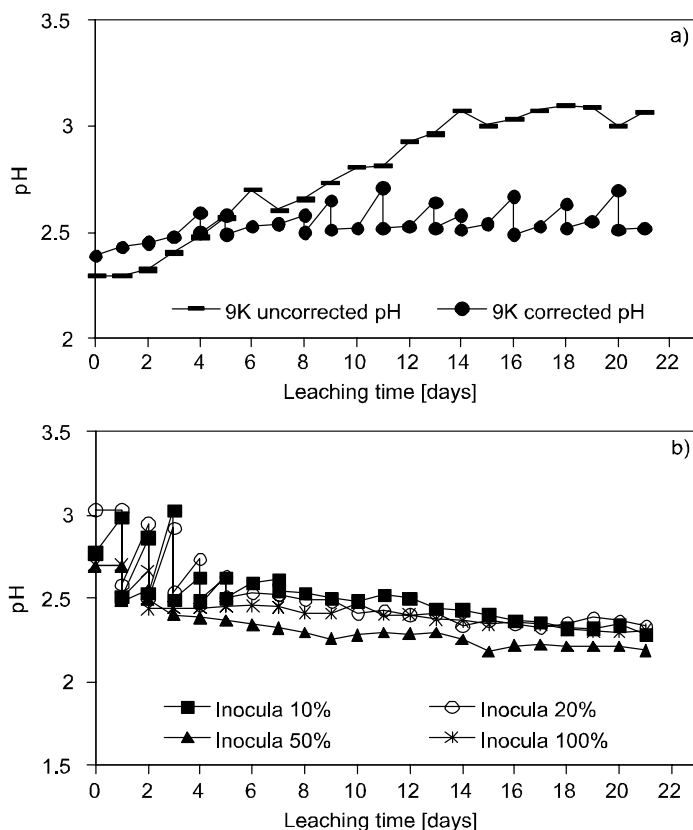 a)
3.5
3
2.5
2
pH
9K uncorrected pH
9K corrected pH
0 2 4 6 8 10 12 14 16 18 20 22
Leaching time [days]
b)
3.5
3
2.5
2
1.5
pH
Inocula 10%
Inocula 20%
Inocula 50%
Inocula 100%
0 2 4 6 8 10 12 14 16 18 20 22
Leaching time [days]